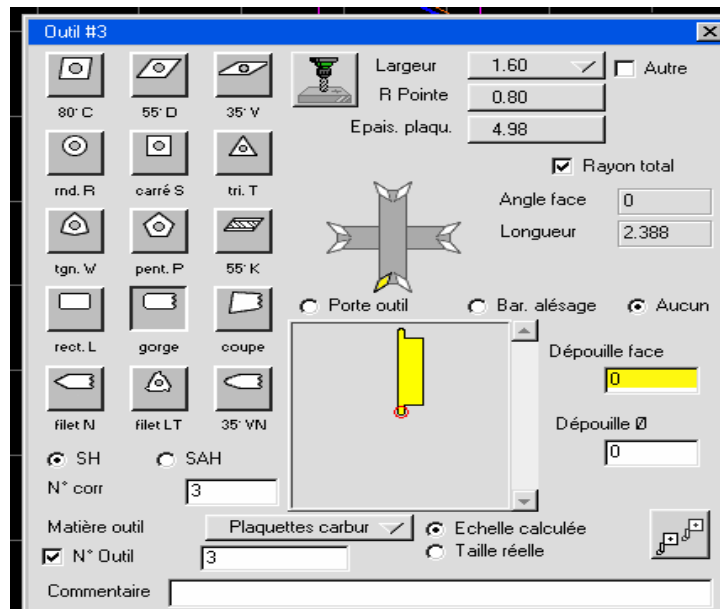 Outil #3
80° C
55° D
35° V
Largeur 1.60
Autre
R Pointe 0.80
Epais. plaqu. 4.98
rnd. R
carré S
tri. T
Rayon total
Angle face 0
Longueur 2.388
tgn. W
pent. P
55° K
Porte outil
Bar. alésage
Aucun
rect. L
gorge
coupe
Dépouille face
0
filet N
filet LT
35° VN
Dépouille Ø
0
SH
SAH
N° corr 3
Matière outil Plaquettes carbur
Echelle calculée
N° Outil 3
Taille réelle
Commentaire